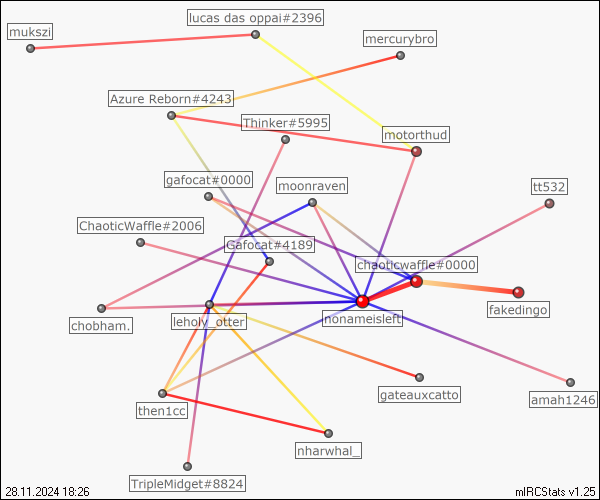 lucas das oppai#2396
mukszi
mercurybro
Azure Reborn#4243
Thinker#5995
motorthud
gafocat#0000
moonraven
tt532
ChaoticWaffle#2006
Gafocat#4189
chaoticwaffle#0000
fakedingo
leholy_otter
nonameisleft
chobham.
gateauxcatto
amah1246
then1cc
nharwhal_
TripleMidget#8824
28.11.2024 18:26
mIRCStats v1.25